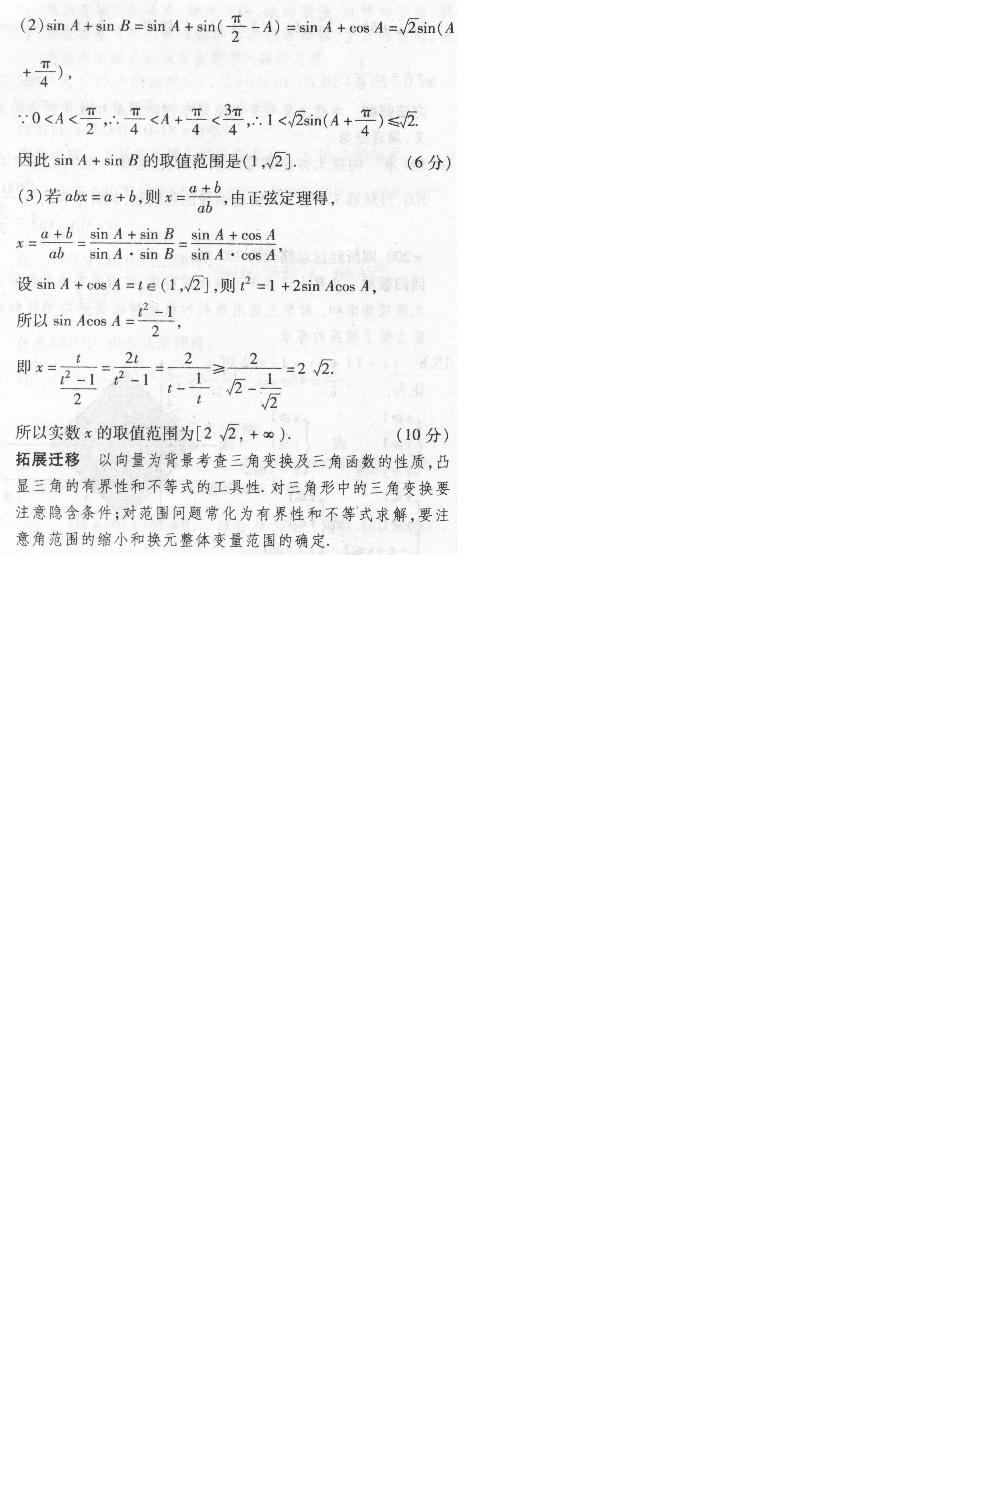 (2)sin A + sin B = sin A + sin(π/2 - A) = sin A + cos A = √2sin(A
+ π/4),
∵0<A<π/2,∴π/4<A+π/4<3π/4,∴1<√2sin(A+π/4)≤√2.
因此 sin A + sin B 的取值范围是(1,√2]. (6 分)
(3)若 abx = a + b,则 x = (a + b)/(ab),由正弦定理得,
x = (a + b)/(ab) = (sin A + sin B)/(sin A · sin B) = (sin A + cos A)/(sin A · cos A),
设 sin A + cos A = t ∈ (1,√2],则 t² = 1 + 2sin Acos A,
所以 sin Acos A = (t² - 1)/2,
即 x = t/((t² - 1)/2) = 2t/(t² - 1) = 2/(t - 1/t) ≥ 2/(√2 - 1/√2) = 2 √2.
所以实数 x 的取值范围为[2 √2, + ∞ ). (10 分)
拓展迁移 以向量为背景考查三角变换及三角函数的性质,凸
显三角的有界性和不等式的工具性. 对三角形中的三角变换要
注意隐含条件;对范围问题常化为有界性和不等式求解,要注
意角范围的缩小和换元整体变量范围的确定.